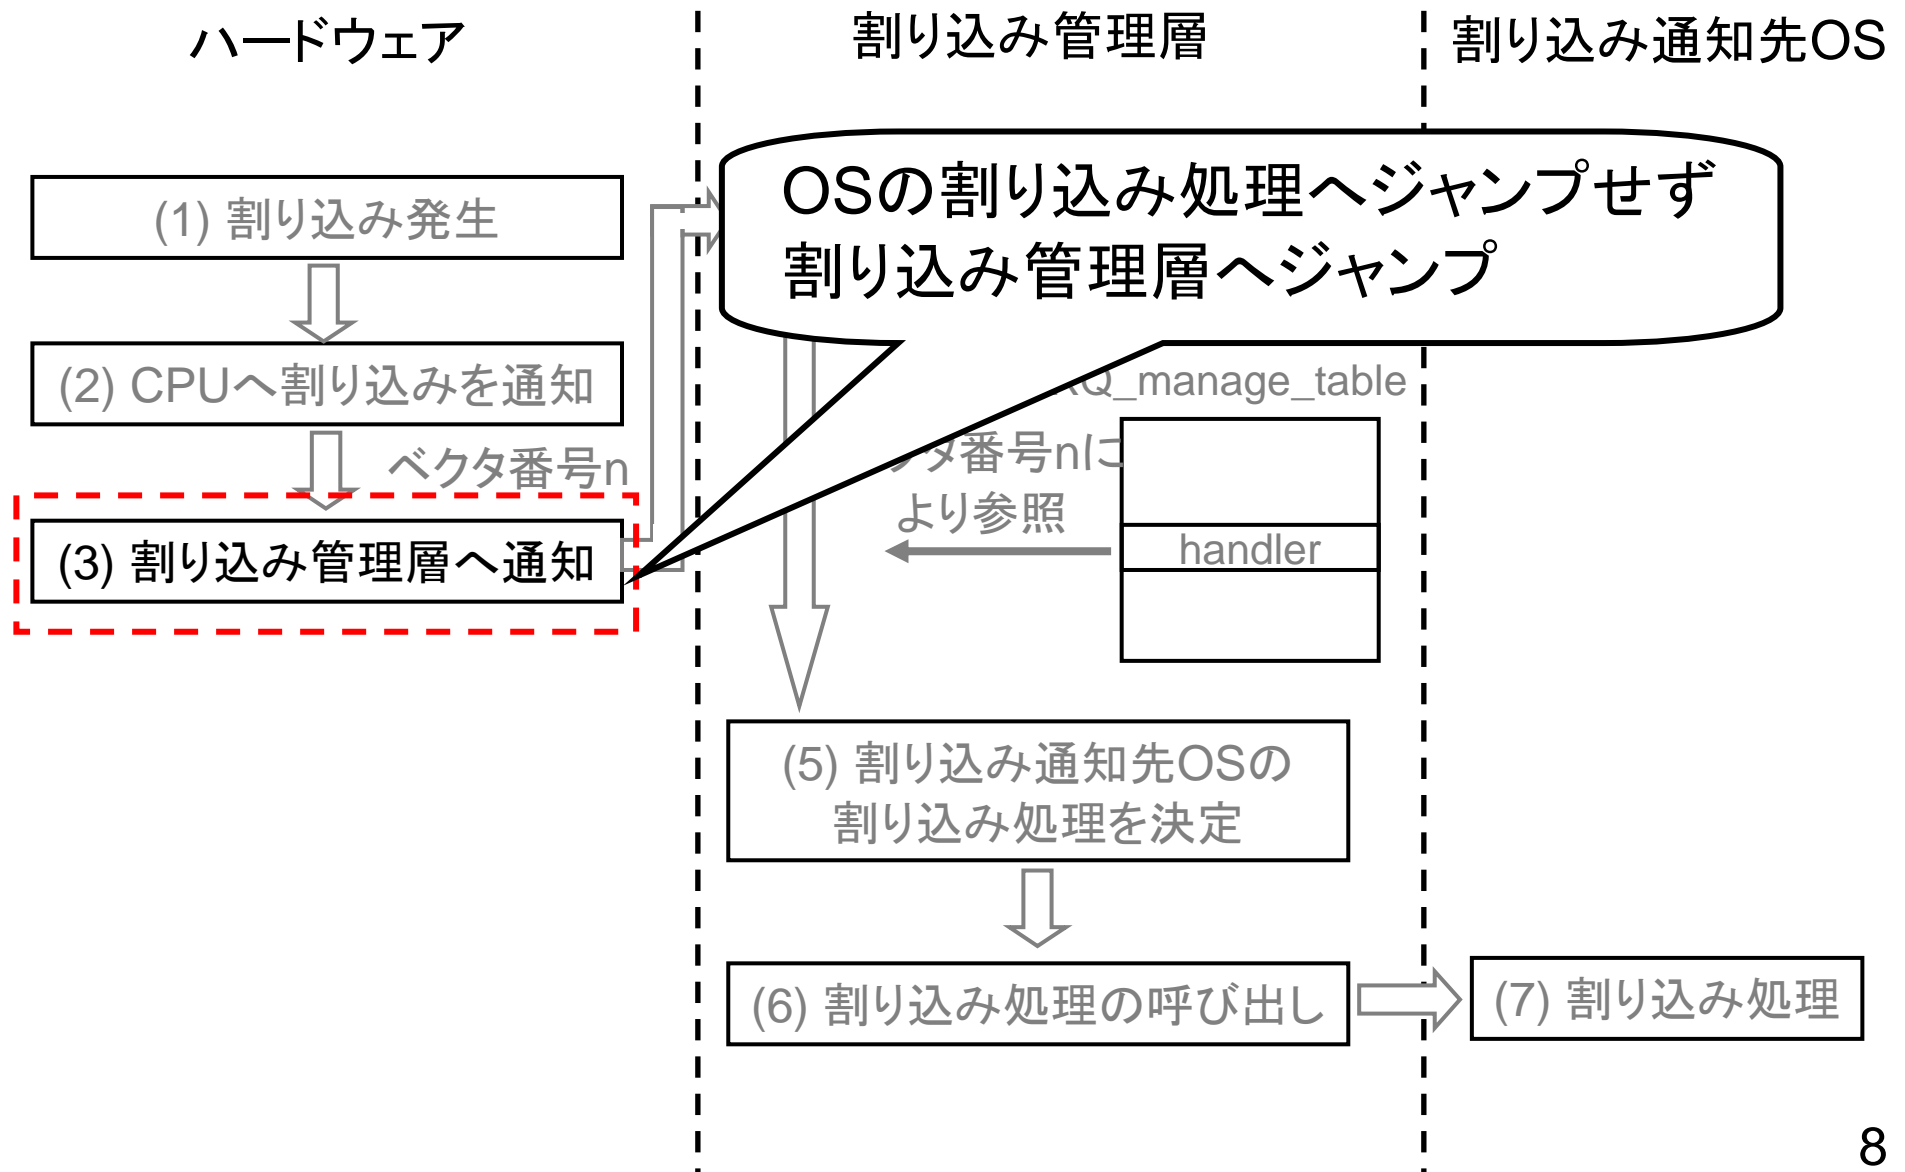 ハードウェア
割り込み管理層
割り込み通知先OS
OSの割り込み処理へジャンプせず
割り込み管理層へジャンプ
(1) 割り込み発生
(2) CPUへ割り込みを通知
ベクタ番号n
(3) 割り込み管理層へ通知
Q_manage_table
タ番号nに
より参照
handler
(5) 割り込み通知先OSの
割り込み処理を決定
(6) 割り込み処理の呼び出し
(7) 割り込み処理
8